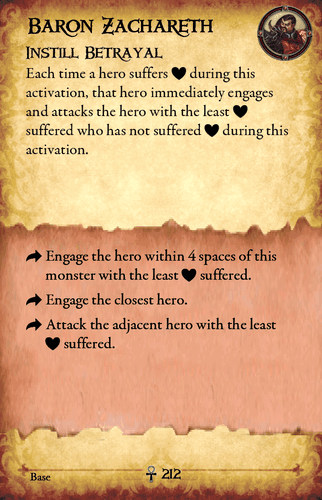 Baron Zachareth
Instill Betrayal
Each time a hero suffers ♥ during this
activation, that hero immediately engages
and attacks the hero with the least ♥
suffered who has not suffered ♥ during this
activation.
Engage the hero within 4 spaces of this
monster with the least ♥ suffered.
Engage the closest hero.
Attack the adjacent hero with the least
♥ suffered.
Base
☥ 212